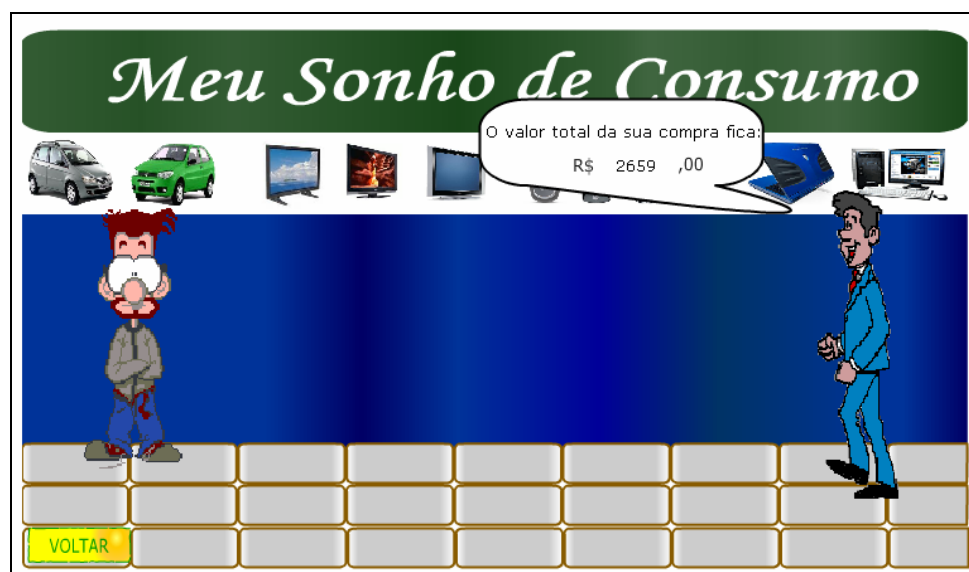 Meu Sonho de Consumo
O valor total da sua compra fica:
R$ 2659 ,00
VOLTAR